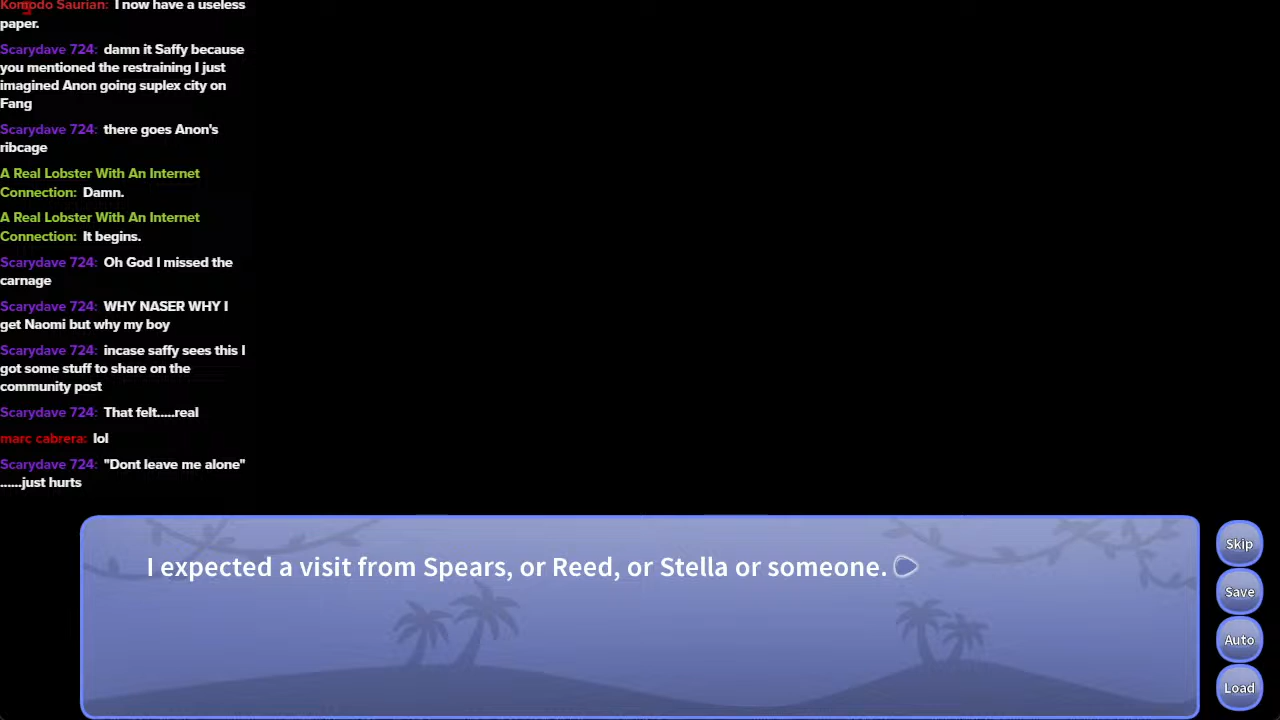 Komodo Saurian: I now have a useless
paper.
Scarydave 724: damn it Saffy because
you mentioned the restraining I just
imagined Anon going suplex city on
Fang
Scarydave 724: there goes Anon's
ribcage
A Real Lobster With An Internet
Connection: Damn.
A Real Lobster With An Internet
Connection: It begins.
Scarydave 724: Oh God I missed the
carnage
Scarydave 724: WHY NASER WHY I
get Naomi but why my boy
Scarydave 724: incase saffy sees this I
got some stuff to share on the
community post
Scarydave 724: That felt.....real
marc cabrera: lol
Scarydave 724: "Dont leave me alone"
......just hurts
I expected a visit from Spears, or Reed, or Stella or someone.
Skip
Save
Auto
Load